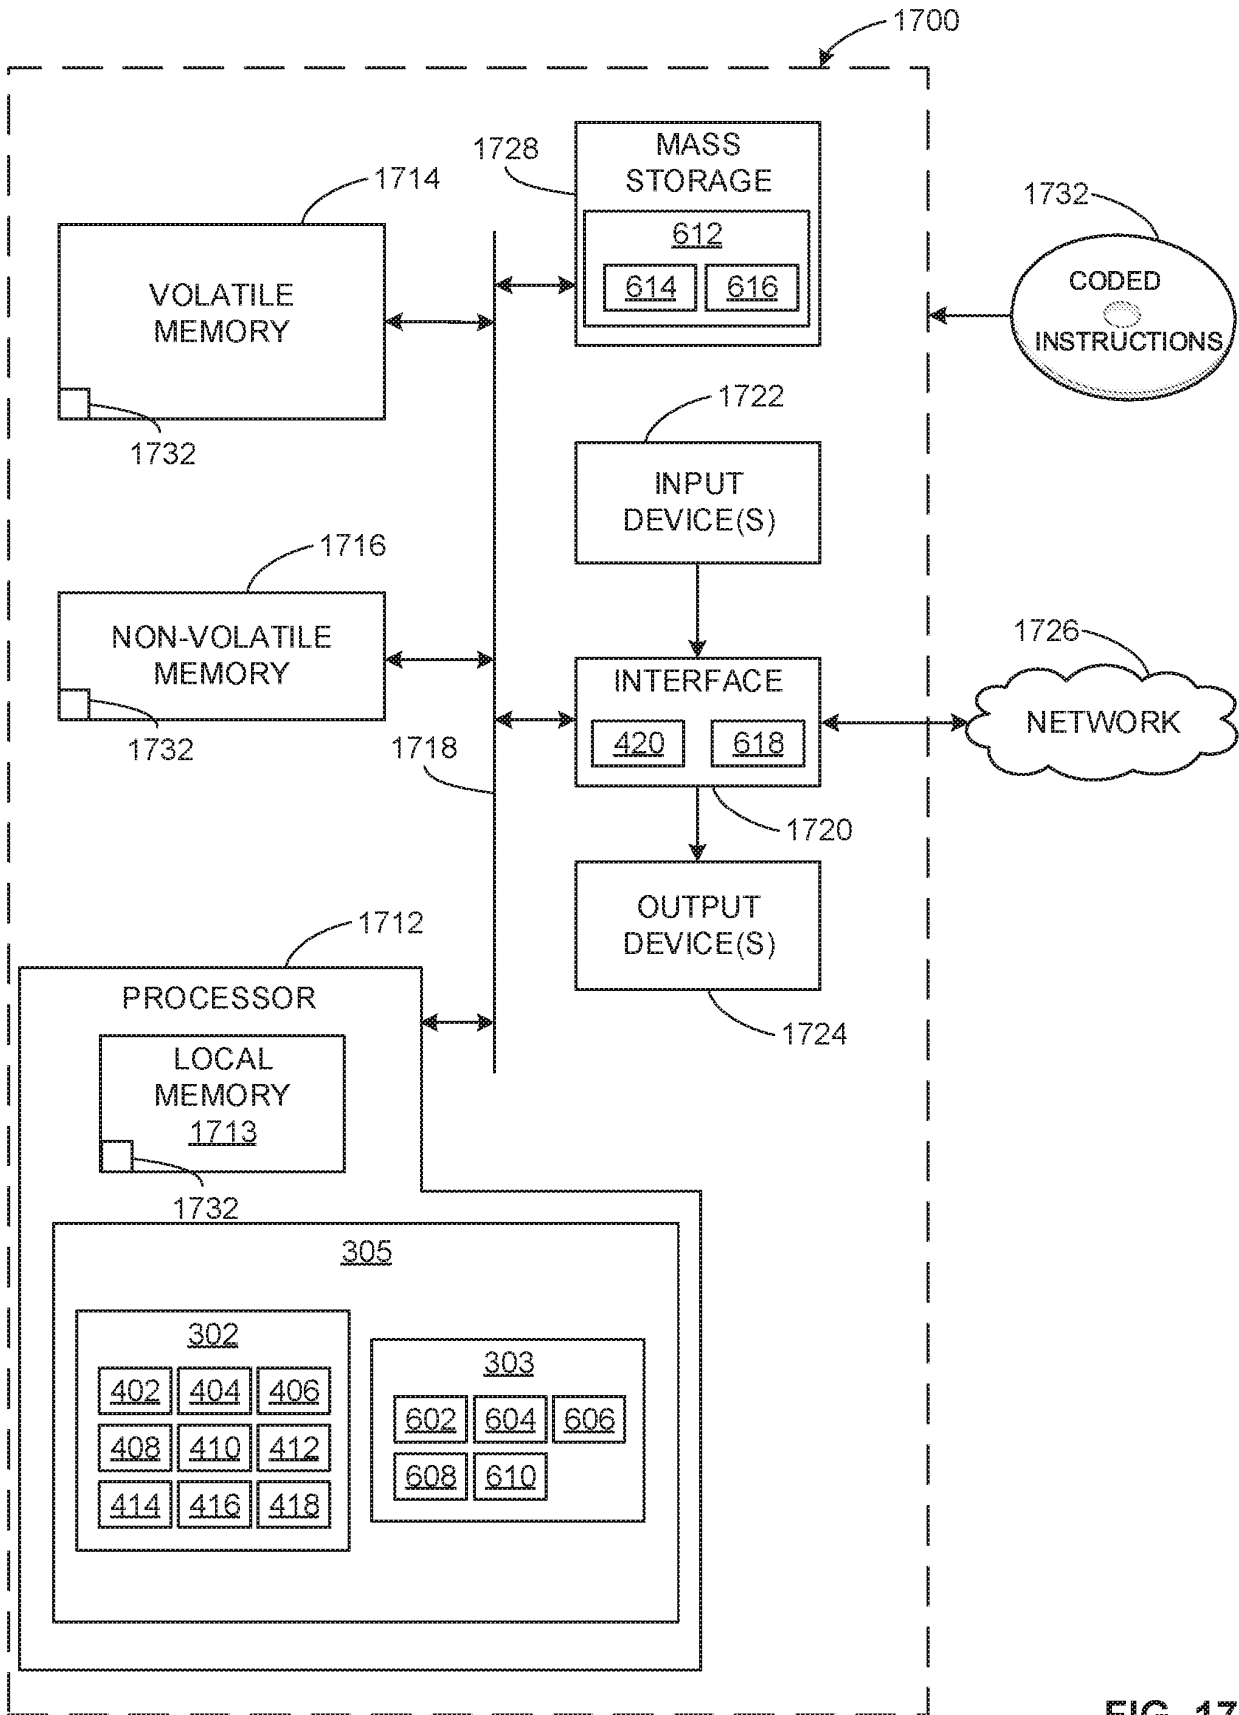 1700
1728
MASS
STORAGE
612
614 616
1714
VOLATILE
MEMORY
1732
1732
CODED
INSTRUCTIONS
1722
INPUT
DEVICE(S)
1716
NON-VOLATILE
MEMORY
1732
1718
INTERFACE
420 618
1720
1726
NETWORK
OUTPUT
DEVICE(S)
1724
1712
PROCESSOR
LOCAL
MEMORY
1713
1732
305
302
402 404 406
408 410 412
414 416 418
303
602 604 606
608 610
FIG. 17